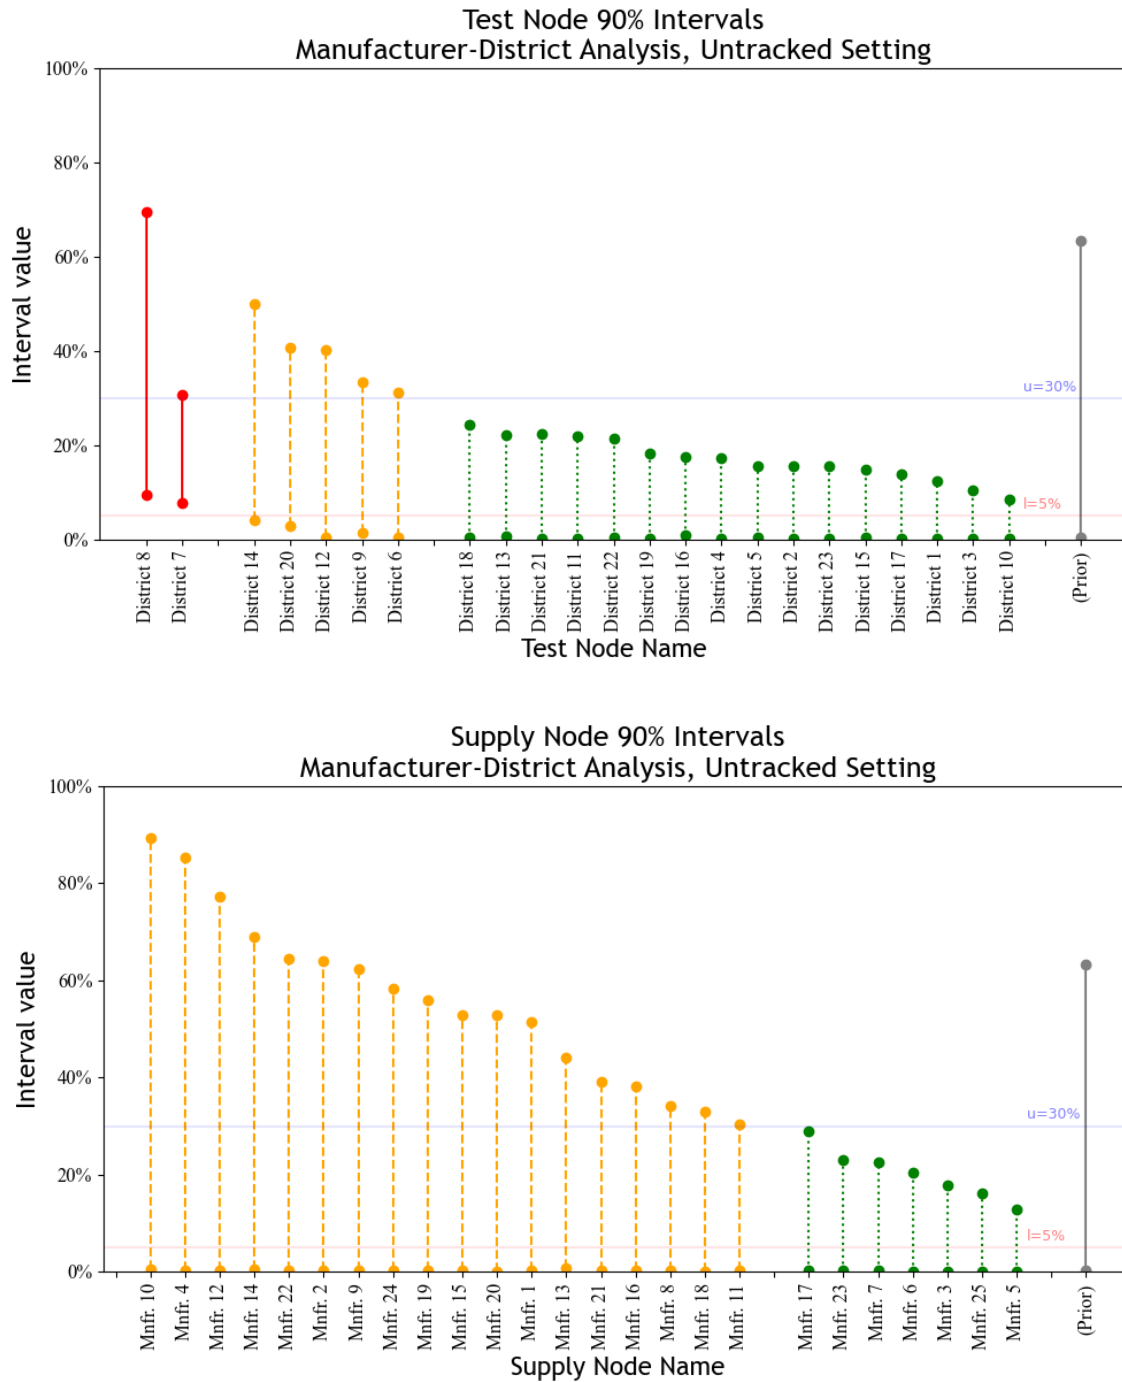 Test Node 90% Intervals
Manufacturer-District Analysis, Untracked Setting
100%
80%
60%
40%
20%
0%
Interval value
u=30%
l=5%
District 8
District 7
District 14
District 20
District 12
District 9
District 6
District 18
District 13
District 21
District 11
District 22
District 19
District 16
District 4
District 5
District 2
District 23
District 15
District 17
District 1
District 3
District 10
(Prior)
Test Node Name
Supply Node 90% Intervals
Manufacturer-District Analysis, Untracked Setting
100%
80%
60%
40%
20%
0%
Interval value
u=30%
l=5%
Mnfr. 10
Mnfr. 4
Mnfr. 12
Mnfr. 14
Mnfr. 22
Mnfr. 2
Mnfr. 9
Mnfr. 24
Mnfr. 19
Mnfr. 15
Mnfr. 20
Mnfr. 1
Mnfr. 13
Mnfr. 21
Mnfr. 16
Mnfr. 8
Mnfr. 18
Mnfr. 11
Mnfr. 17
Mnfr. 23
Mnfr. 7
Mnfr. 6
Mnfr. 3
Mnfr. 25
Mnfr. 5
(Prior)
Supply Node Name